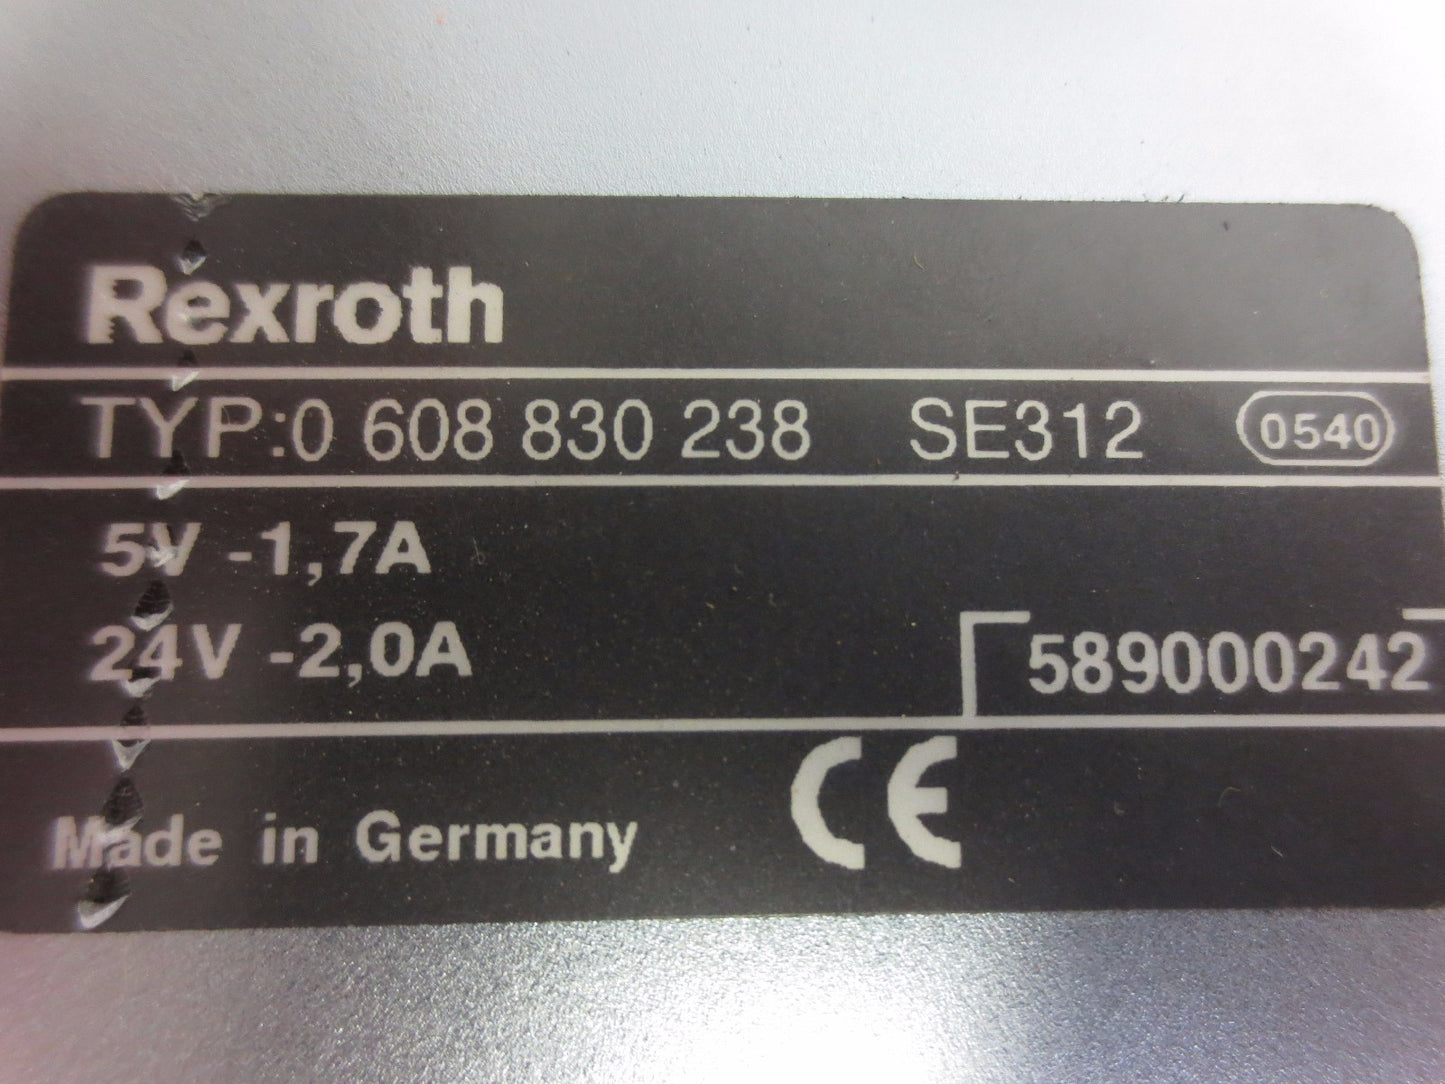 Rexroth
TYP:0 608 830 238 SE312 0540
5V -1,7A
24V -2,0A
589000242
Made in Germany CE